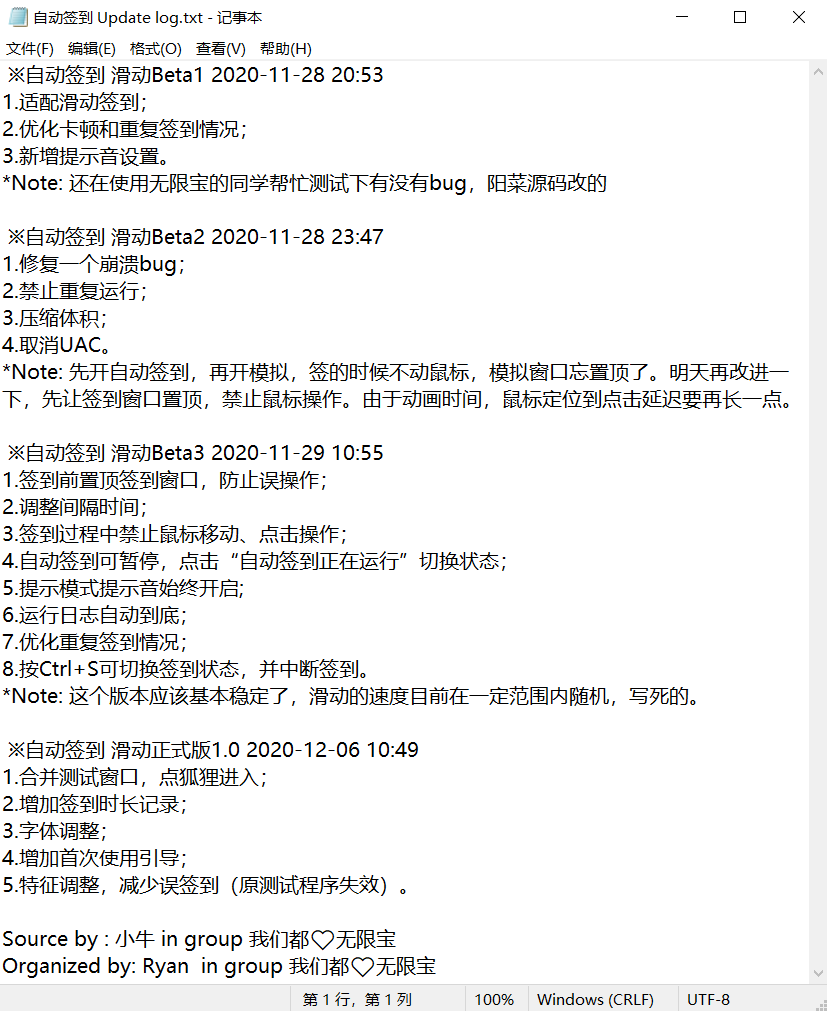 自动签到 Update log.txt - 记事本
文件(F) 编辑(E) 格式(O) 查看(V) 帮助(H)
※自动签到 滑动Beta1 2020-11-28 20:53
1.适配滑动签到；
2.优化卡顿和重复签到情况；
3.新增提示音设置。
*Note: 还在使用无限宝的同学帮忙测试下有没有bug，阳菜源码改的
※自动签到 滑动Beta2 2020-11-28 23:47
1.修复一个崩溃bug；
2.禁止重复运行；
3.压缩体积；
4.取消UAC。
*Note: 先开自动签到，再开模拟，签的时候不动鼠标，模拟窗口忘置顶了。明天再改进一
下，先让签到窗口置顶，禁止鼠标操作。由于动画时间，鼠标定位到点击延迟要再长一点。
※自动签到 滑动Beta3 2020-11-29 10:55
1.签到前置顶签到窗口，防止误操作；
2.调整间隔时间；
3.签到过程中禁止鼠标移动、点击操作；
4.自动签到可暂停，点击“自动签到正在运行”切换状态；
5.提示模式提示音始终开启;
6.运行日志自动到底；
7.优化重复签到情况；
8.按Ctrl+S可切换签到状态，并中断签到。
*Note: 这个版本应该基本稳定了，滑动的速度目前在一定范围内随机，写死的。
※自动签到 滑动正式版1.0 2020-12-06 10:49
1.合并测试窗口，点狐狸进入；
2.增加签到时长记录；
3.字体调整；
4.增加首次使用引导；
5.特征调整，减少误签到（原测试程序失效）。
Source by : 小牛 in group 我们都♡无限宝
Organized by: Ryan  in group 我们都♡无限宝
第 1 行，第 1 列 100% Windows (CRLF) UTF-8